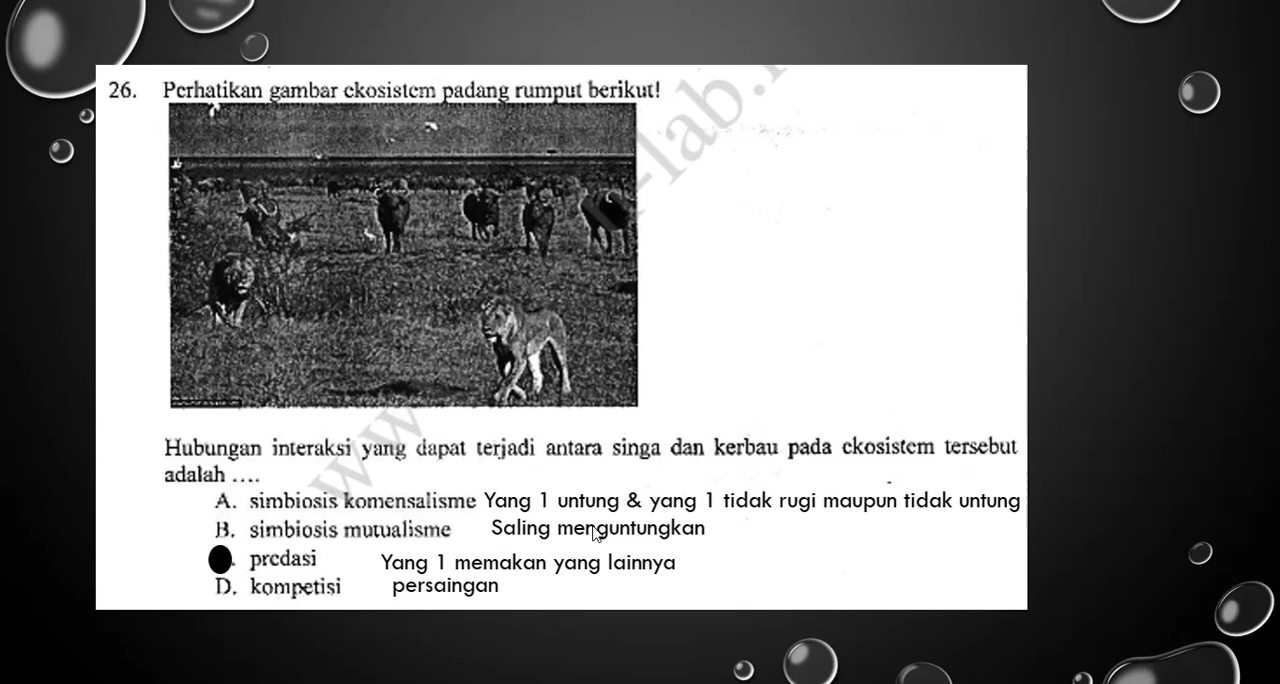 26. Perhatikan gambar ekosistem padang rumput berikut!
Hubungan interaksi yang dapat terjadi antara singa dan kerbau pada ekosistem tersebut
adalah ....
A. simbiosis komensalisme Yang 1 untung & yang 1 tidak rugi maupun tidak untung
B. simbiosis mutualisme Saling menguntungkan
. predasi Yang 1 memakan yang lainnya
D. kompetisi persaingan